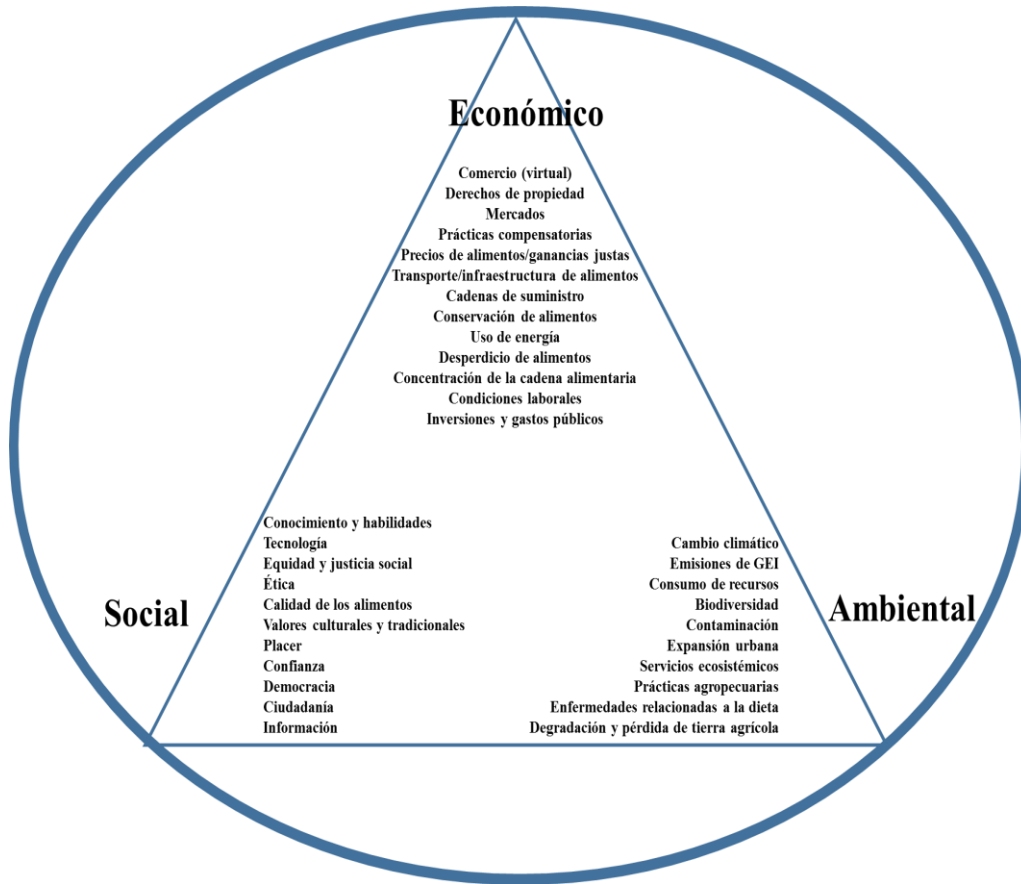 Económico
Comercio (virtual)
Derechos de propiedad
Mercados
Prácticas compensatorias
Precios de alimentos/ganancias justas
Transporte/infraestructura de alimentos
Cadenas de suministro
Conservación de alimentos
Uso de energía
Desperdicio de alimentos
Concentración de la cadena alimentaria
Condiciones laborales
Inversiones y gastos públicos
Social
Conocimiento y habilidades
Tecnología
Equidad y justicia social
Ética
Calidad de los alimentos
Valores culturales y tradicionales
Placer
Confianza
Democracia
Ciudadanía
Información
Ambiental
Cambio climático
Emisiones de GEI
Consumo de recursos
Biodiversidad
Contaminación
Expansión urbana
Servicios ecosistémicos
Prácticas agropecuarias
Enfermedades relacionadas a la dieta
Degradación y pérdida de tierra agrícola